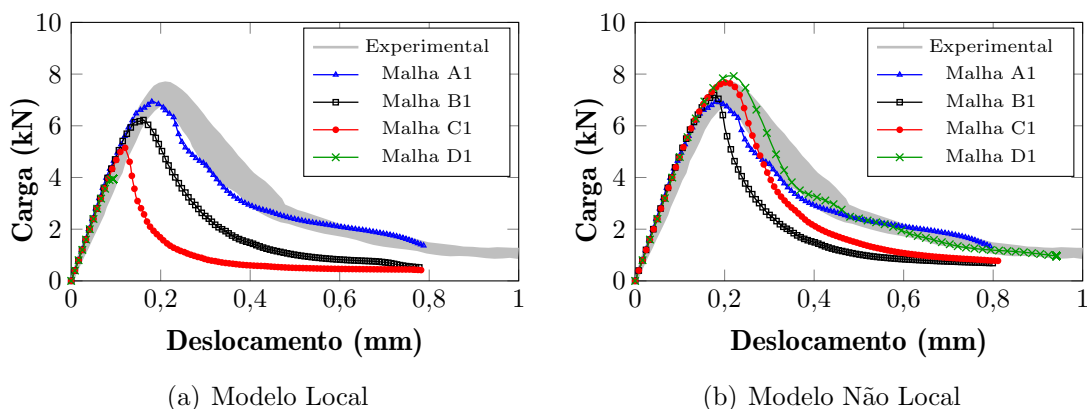 10
8
6
4
2
0
0
0,2
0,4
0,6
0,8
1
Carga (kN)
Deslocamento (mm)
Experimental
Malha A1
Malha B1
Malha C1
Malha D1
(a) Modelo Local
10
8
6
4
2
0
0
0,2
0,4
0,6
0,8
1
Carga (kN)
Deslocamento (mm)
Experimental
Malha A1
Malha B1
Malha C1
Malha D1
(b) Modelo Não Local